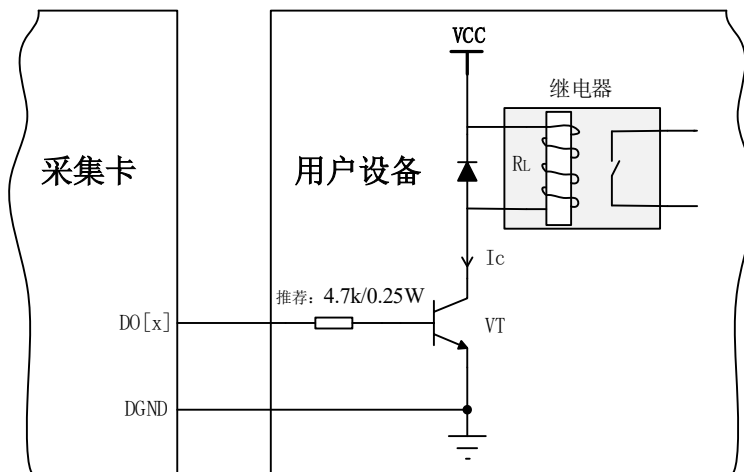 VCC
继电器
采集卡
用户设备
RL
Ic
推荐：4.7k/0.25W
DO[x]
VT
DGND